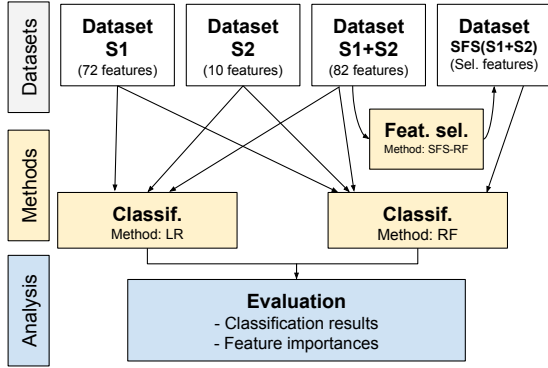 Datasets
Dataset
S1
(72 features)
Dataset
S2
(10 features)
Dataset
S1+S2
(82 features)
Dataset
SFS(S1+S2)
(Sel. features)
Methods
Feat. sel.
Method: SFS-RF
Classif.
Method: LR
Classif.
Method: RF
Analysis
Evaluation
- Classification results
- Feature importances